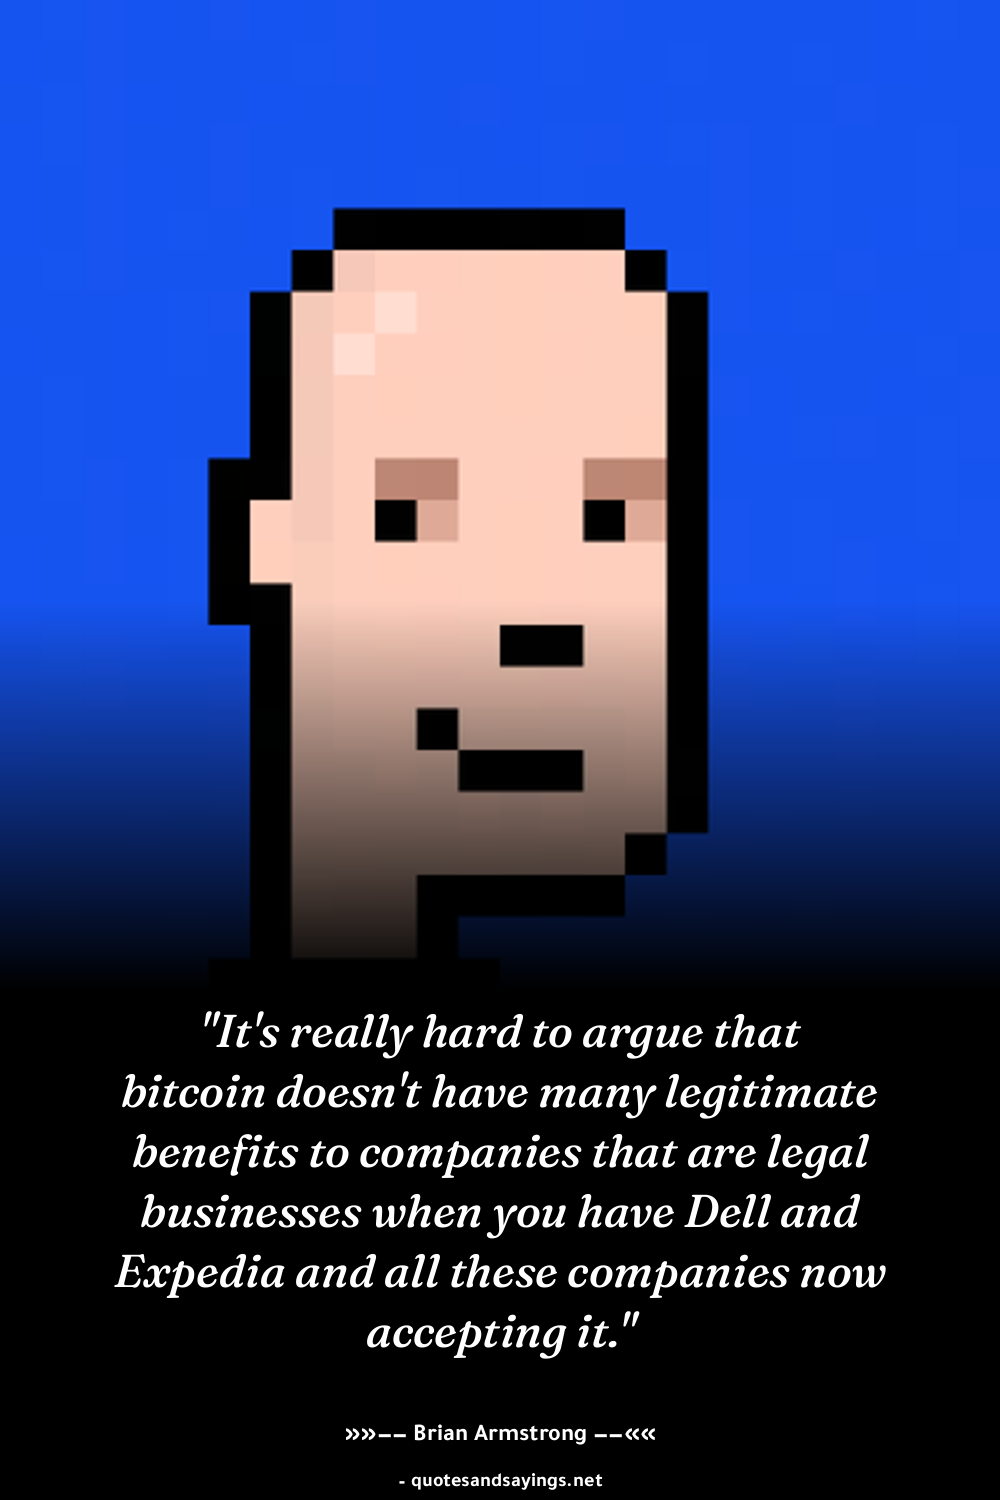 "It's really hard to argue that
bitcoin doesn't have many legitimate
benefits to companies that are legal
businesses when you have Dell and
Expedia and all these companies now
accepting it."
»»−− Brian Armstrong −−««
- quotesandsayings.net